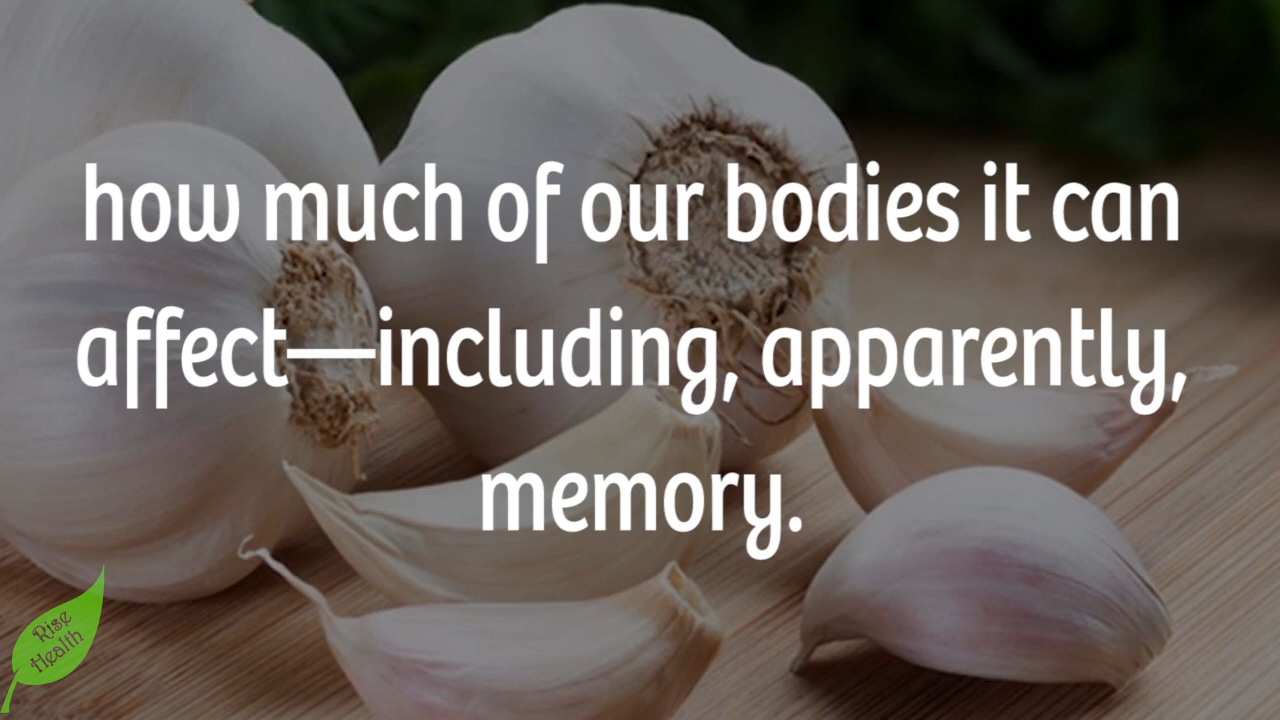 how much of our bodies it can
affect—including, apparently,
memory.
Rise
Health